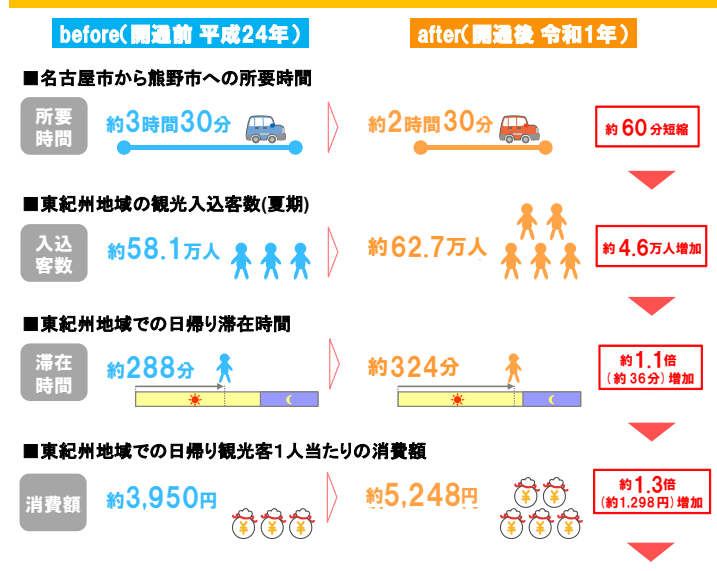 before(開通前 平成24年)
after(開通後 令和1年)
■名古屋市から熊野市への所要時間
所要
時間
約3時間30分
約2時間30分
約60分短縮
■東紀州地域の観光入込客数(夏期)
入込
客数
約58.1万人
約62.7万人
約4.6万人増加
■東紀州地域での日帰り滞在時間
滞在
時間
約288分
約324分
約1.1倍
(約36分)増加
■東紀州地域での日帰り観光客1人当たりの消費額
消費額
約3,950円
¥ ¥ ¥
約5,248円
¥ ¥
¥ ¥ ¥
約1.3倍
(約1,298円)増加